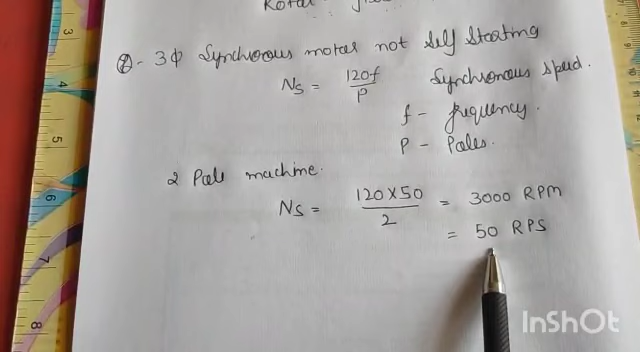 Q- 3ϕ Synchronous motor not Self Starting
Ns = 120f/P Synchronous Speed.
f - frequency.
P - Poles.
2 Pole machine.
Ns = 120×50/2 = 3000 RPM
= 50 RPS
InShOt